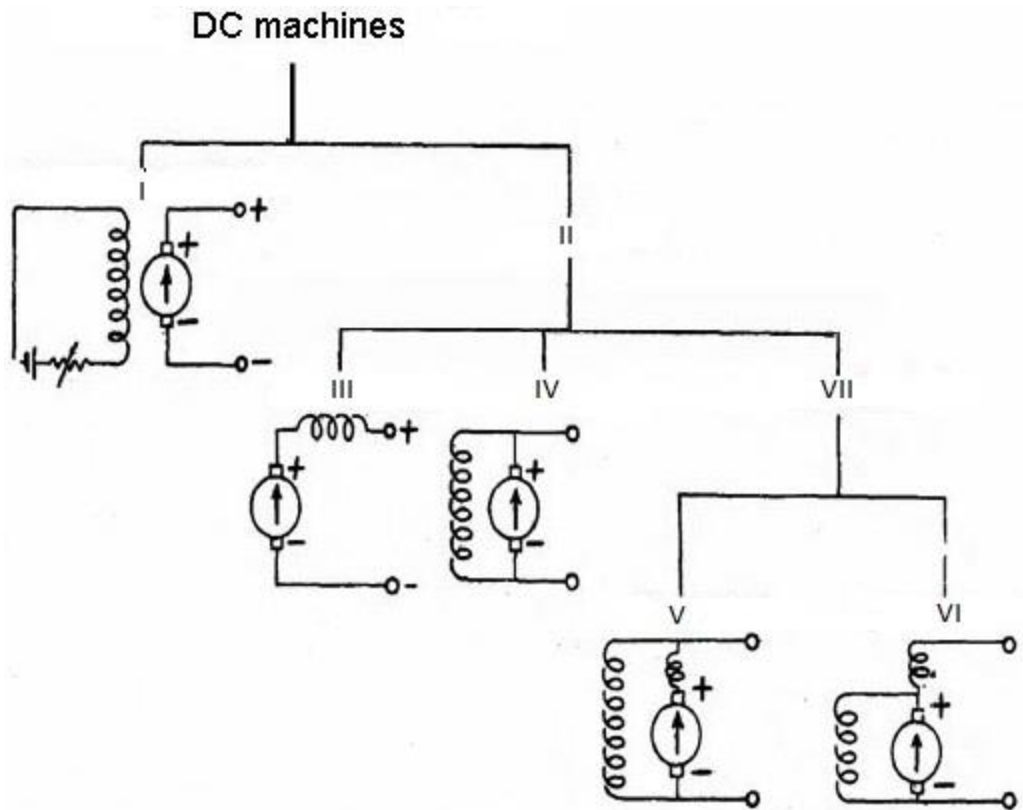 DC machines
I
+
+
-
-
II
III
IV
VII
+
+
-
-
+
-
V
VI
+
-
+
-